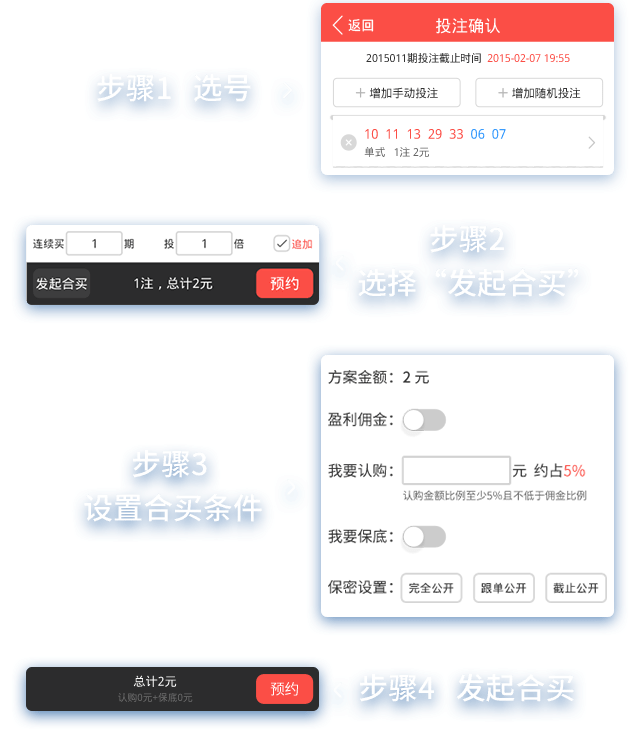 返回 投注确认
2015011期投注截止时间 2015-02-07 19:55
+ 增加手动投注 + 增加随机投注
步骤1 选号
10 11 13 29 33 06 07
单式 1注 2元
步骤2
选择“发起合买”
连续买 1 期 投 1 倍 追加
发起合买 1注，总计2元 预约
方案金额：2 元
盈利佣金：
步骤3
设置合买条件
我要认购： 元 约占5%
认购金额比例至少5%且不低于佣金比例
我要保底：
保密设置： 完全公开 跟单公开 截止公开
总计2元
认购0元+保底0元
预约
步骤4 发起合买